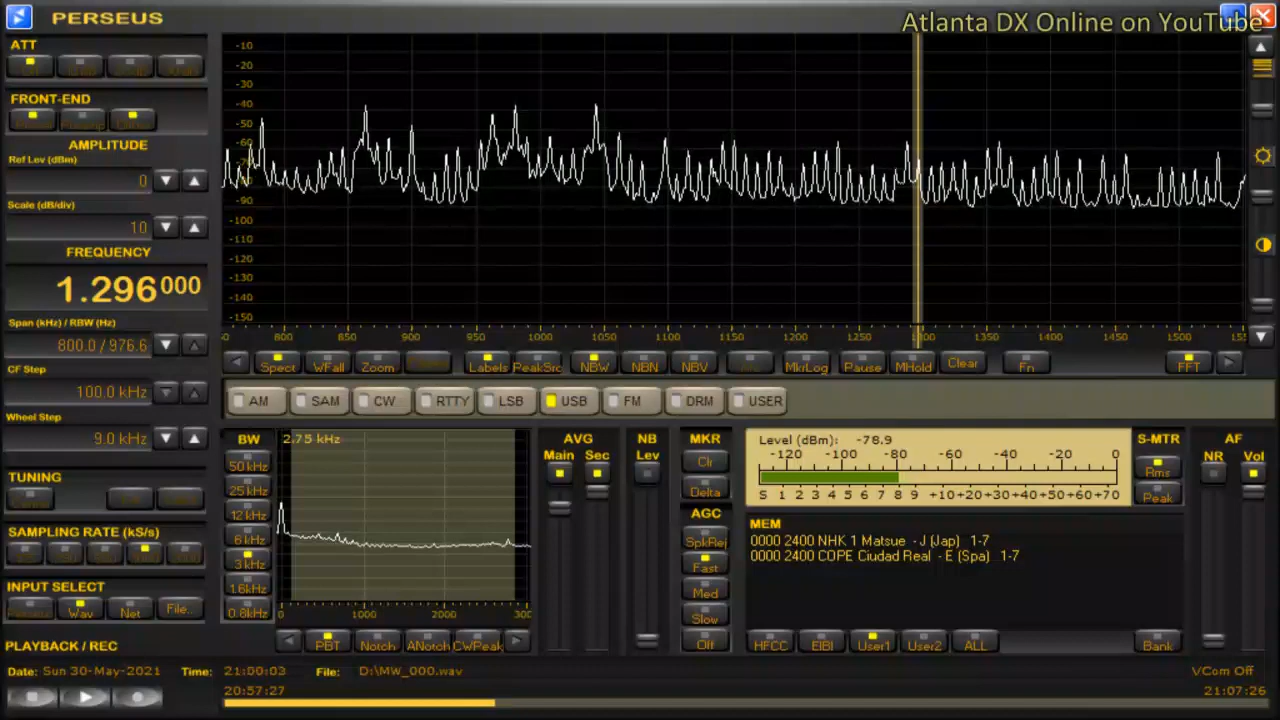 PERSEUS
Atlanta DX Online on YouTube
ATT
FRONT-END
AMPLITUDE
Ref Lev (dBm)
0
Scale (dB/div)
10
FREQUENCY
1.296000
Span (kHz) / RBW (Hz)
800.0 / 976.6
CF Step
100.0 kHz
Wheel Step
9.0 kHz
TUNING
SAMPLING RATE (kS/s)
INPUT SELECT
Wav Net File..
PLAYBACK / REC
-10
-20
-30
-40
-50
-60
-70
-80
-90
-100
-110
-120
-130
-140
-150
800 850 900 950 1000 1050 1100 1150 1200 1250 1300 1350 1400 1450 1500
Spect WFall Zoom Labels PeakSrc NBW NBN NBV MkrLog Pause MHold Clear Fn FFT
AM SAM CW RTTY LSB USB FM DRM USER
BW
50 kHz
25 kHz
12 kHz
6 kHz
3 kHz
1.6kHz
0.8kHz
2.75 kHz
0 1000 2000
PBT Notch ANotch CWPeak
AVG
Main Sec
NB
Lev
MKR
Clr
Delta
AGC
SpkRej
Fast
Med
Slow
Off
Level (dBm): -78.9
-120 -100 -80 -60 -40 -20 0
S 1 2 3 4 5 6 7 8 9 +10+20+30+40+50+60+70
S-MTR
Rms
Peak
AF
NR Vol
MEM
0000 2400 NHK 1 Matsue - J (Jap) 1-7
0000 2400 COPE Ciudad Real - E (Spa) 1-7
HFCC EIBI User1 User2 ALL Bank
Date: Sun 30-May-2021 Time: 21:00:03 File: D:\MW_000.wav VCom Off
20:57:27 21:07:26